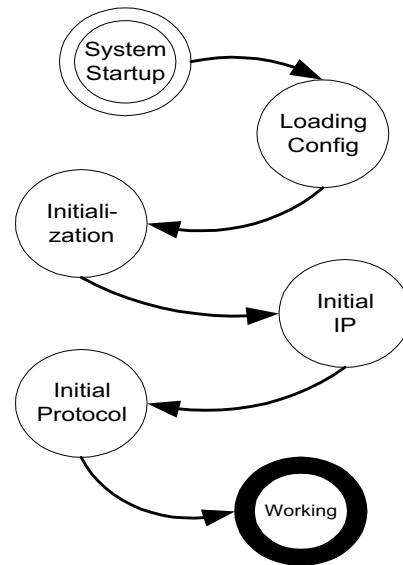 System
Startup
Loading
Config
Initiali-
zation
Initial
IP
Initial
Protocol
Working